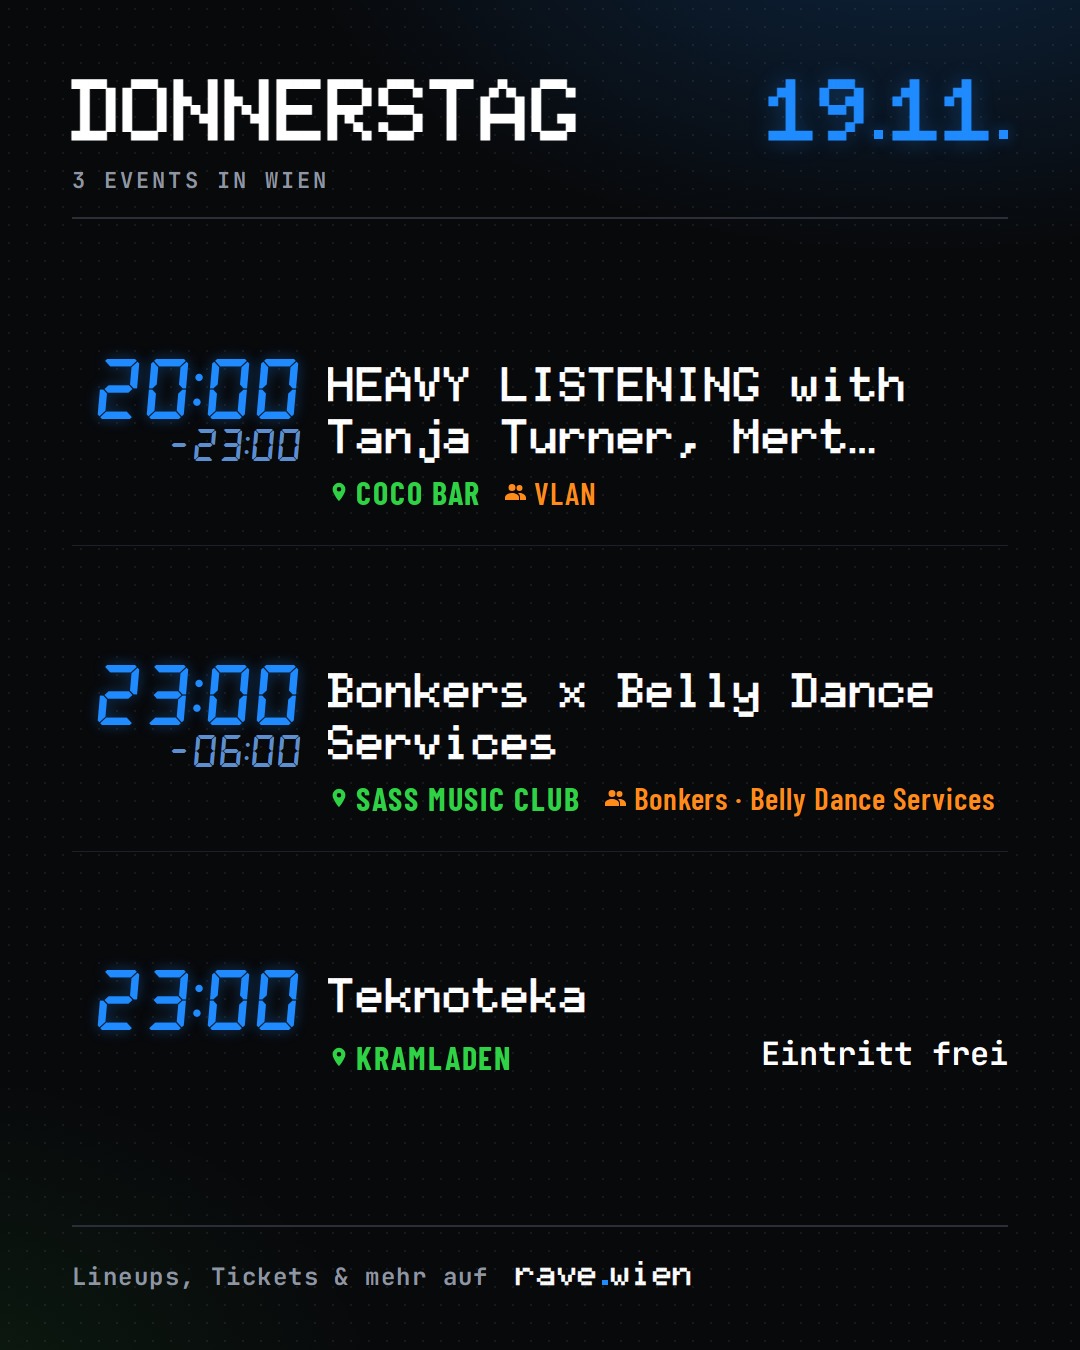 DONNERSTAG 19.11.
3 EVENTS IN WIEN
20:00 HEAVY LISTENING with
-23:00 Tanja Turner, Mert…
COCO BAR VLAN
23:00 Bonkers x Belly Dance
-06:00 Services
SASS MUSIC CLUB Bonkers · Belly Dance Services
23:00 Teknoteka
KRAMLADEN Eintritt frei
Lineups, Tickets & mehr auf rave.wien